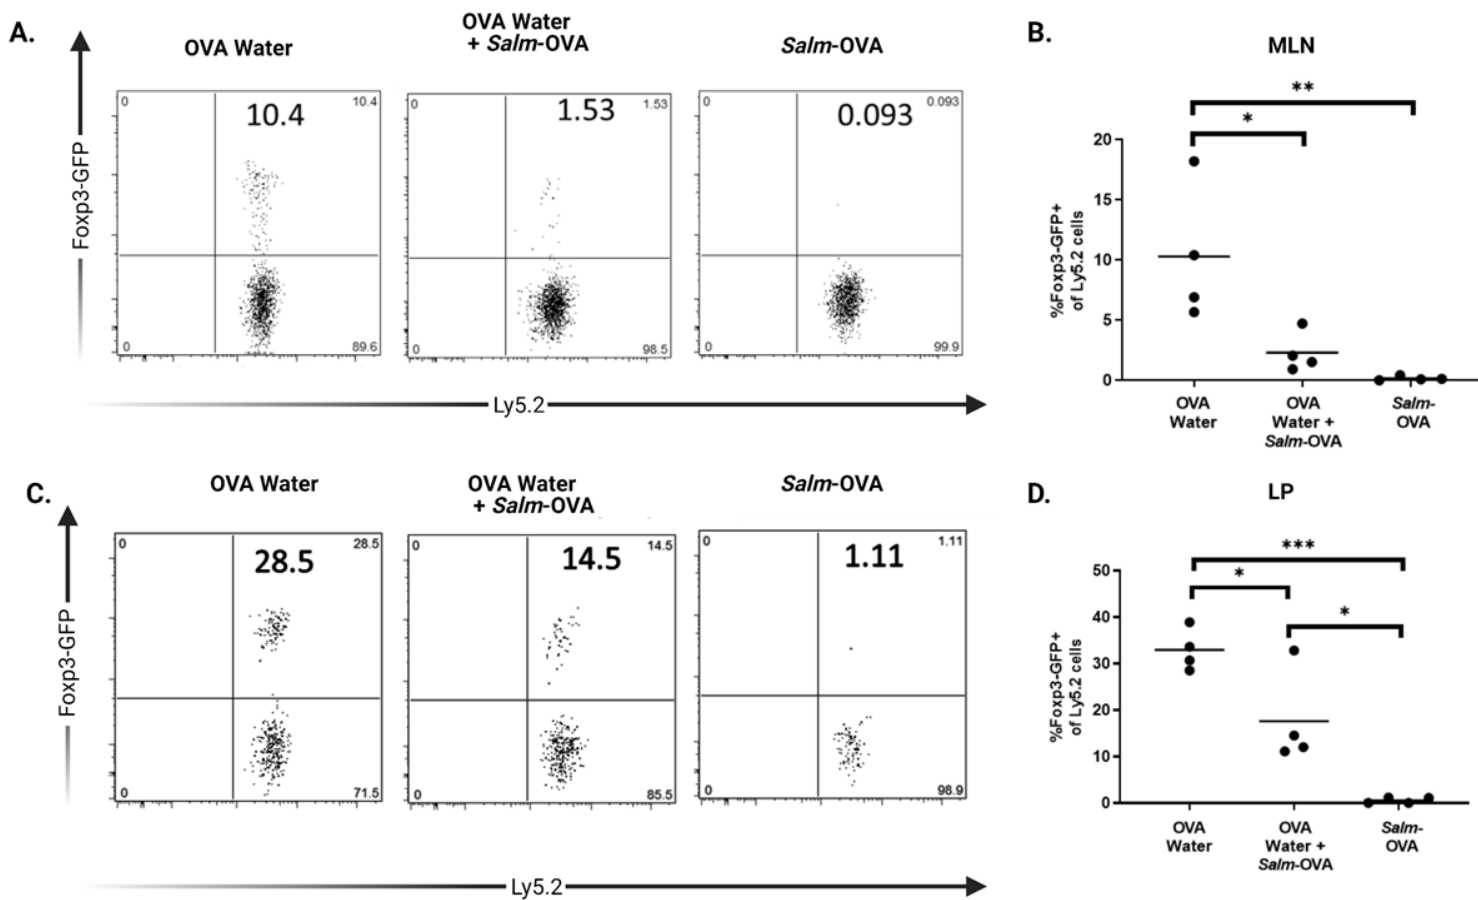 A.
OVA Water
OVA Water
+ Salm-OVA
Salm-OVA
Foxp3-GFP
0
10.4
10.4
0
89.6
0
1.53
1.53
0
98.5
0
0.093
0.093
0
99.9
Ly5.2
B.
MLN
**
*
%Foxp3-GFP+
of Ly5.2 cells
20
15
10
5
0
OVA
Water
OVA
Water +
Salm-OVA
Salm-
OVA
C.
OVA Water
OVA Water
+ Salm-OVA
Salm-OVA
Foxp3-GFP
0
28.5
28.5
0
71.5
0
14.5
14.5
0
85.5
0
1.11
1.11
0
98.9
Ly5.2
D.
LP
***
*
*
%Foxp3-GFP+
of Ly5.2 cells
50
40
30
20
10
0
OVA
Water
OVA
Water +
Salm-OVA
Salm-
OVA